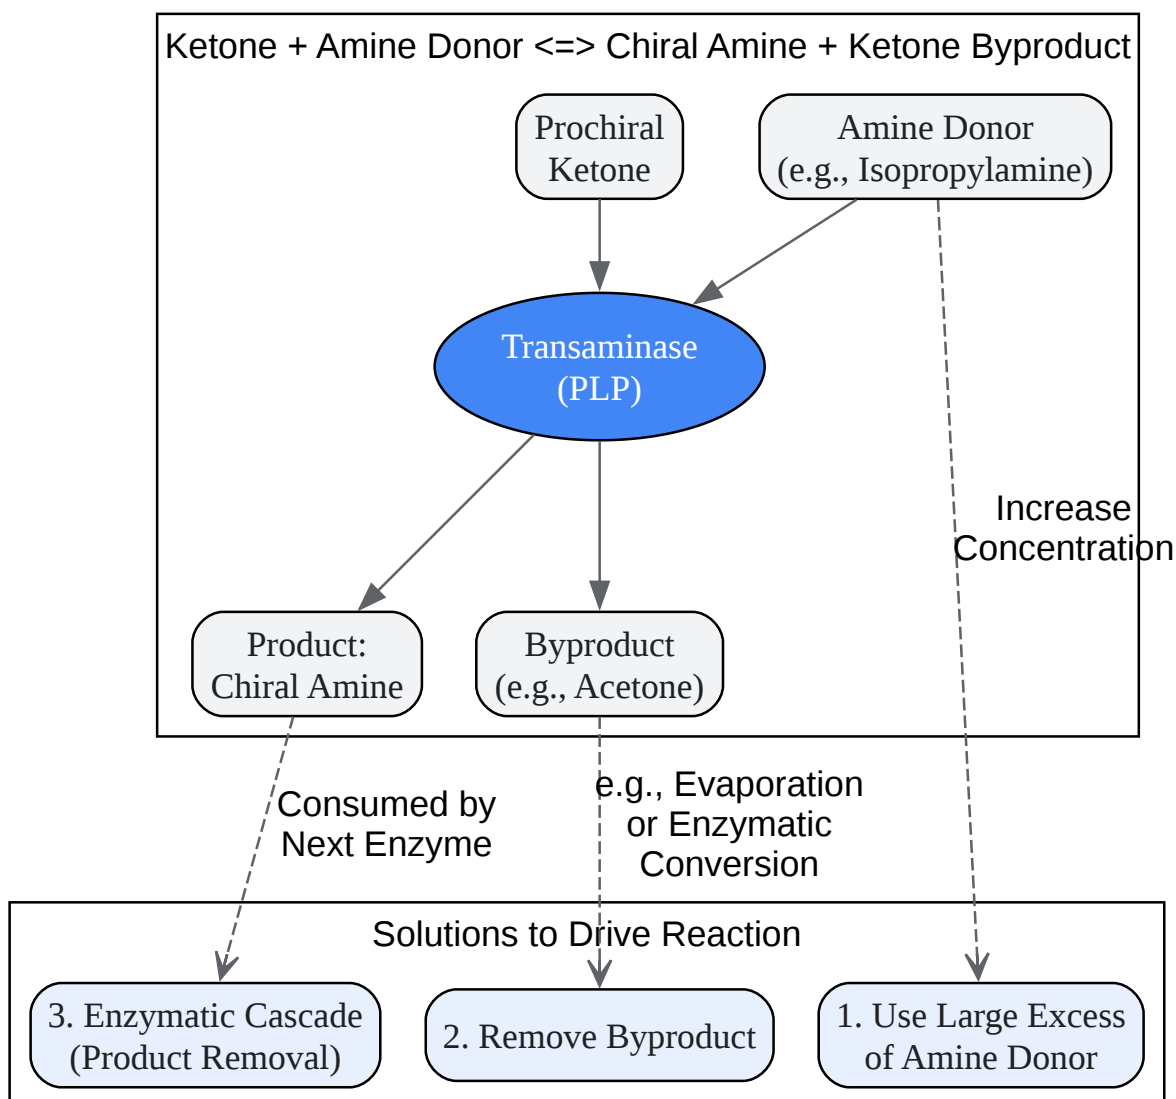 Ketone + Amine Donor <=> Chiral Amine + Ketone Byproduct
Prochiral
Ketone
Amine Donor
(e.g., Isopropylamine)
Transaminase
(PLP)
Increase
Concentration
Product:
Chiral Amine
Byproduct
(e.g., Acetone)
Consumed by
Next Enzyme
e.g., Evaporation
or Enzymatic
Conversion
Solutions to Drive Reaction
3. Enzymatic Cascade
(Product Removal)
2. Remove Byproduct
1. Use Large Excess
of Amine Donor